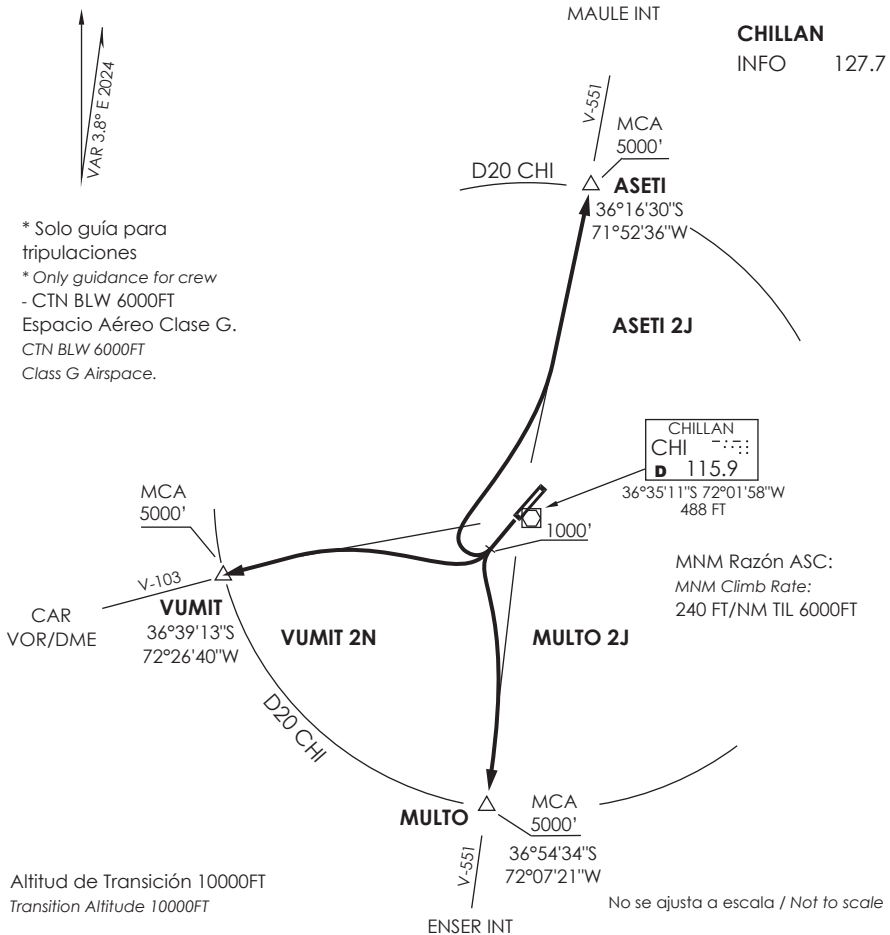 MAULE INT
CHILLAN
INFO 127.7
VAR 3.8° E 2024
V-551
MCA
5000'
D20 CHI
ASETI
36°16'30"S
71°52'36"W
* Solo guía para
tripulaciones
* Only guidance for crew
- CTN BLW 6000FT
Espacio Aéreo Clase G.
CTN BLW 6000FT
Class G Airspace.
ASETI 2J
CHILLAN
CHI
D 115.9
36°35'11"S 72°01'58"W
488 FT
MCA
5000'
1000'
MNM Razón ASC:
MNM Climb Rate:
240 FT/NM TIL 6000FT
V-103
CAR
VOR/DME
VUMIT
36°39'13"S
72°26'40"W
VUMIT 2N
MULTO 2J
D20 CHI
MULTO
MCA
5000'
36°54'34"S
72°07'21"W
V-551
ENSER INT
Altitud de Transición 10000FT
Transition Altitude 10000FT
No se ajusta a escala / Not to scale